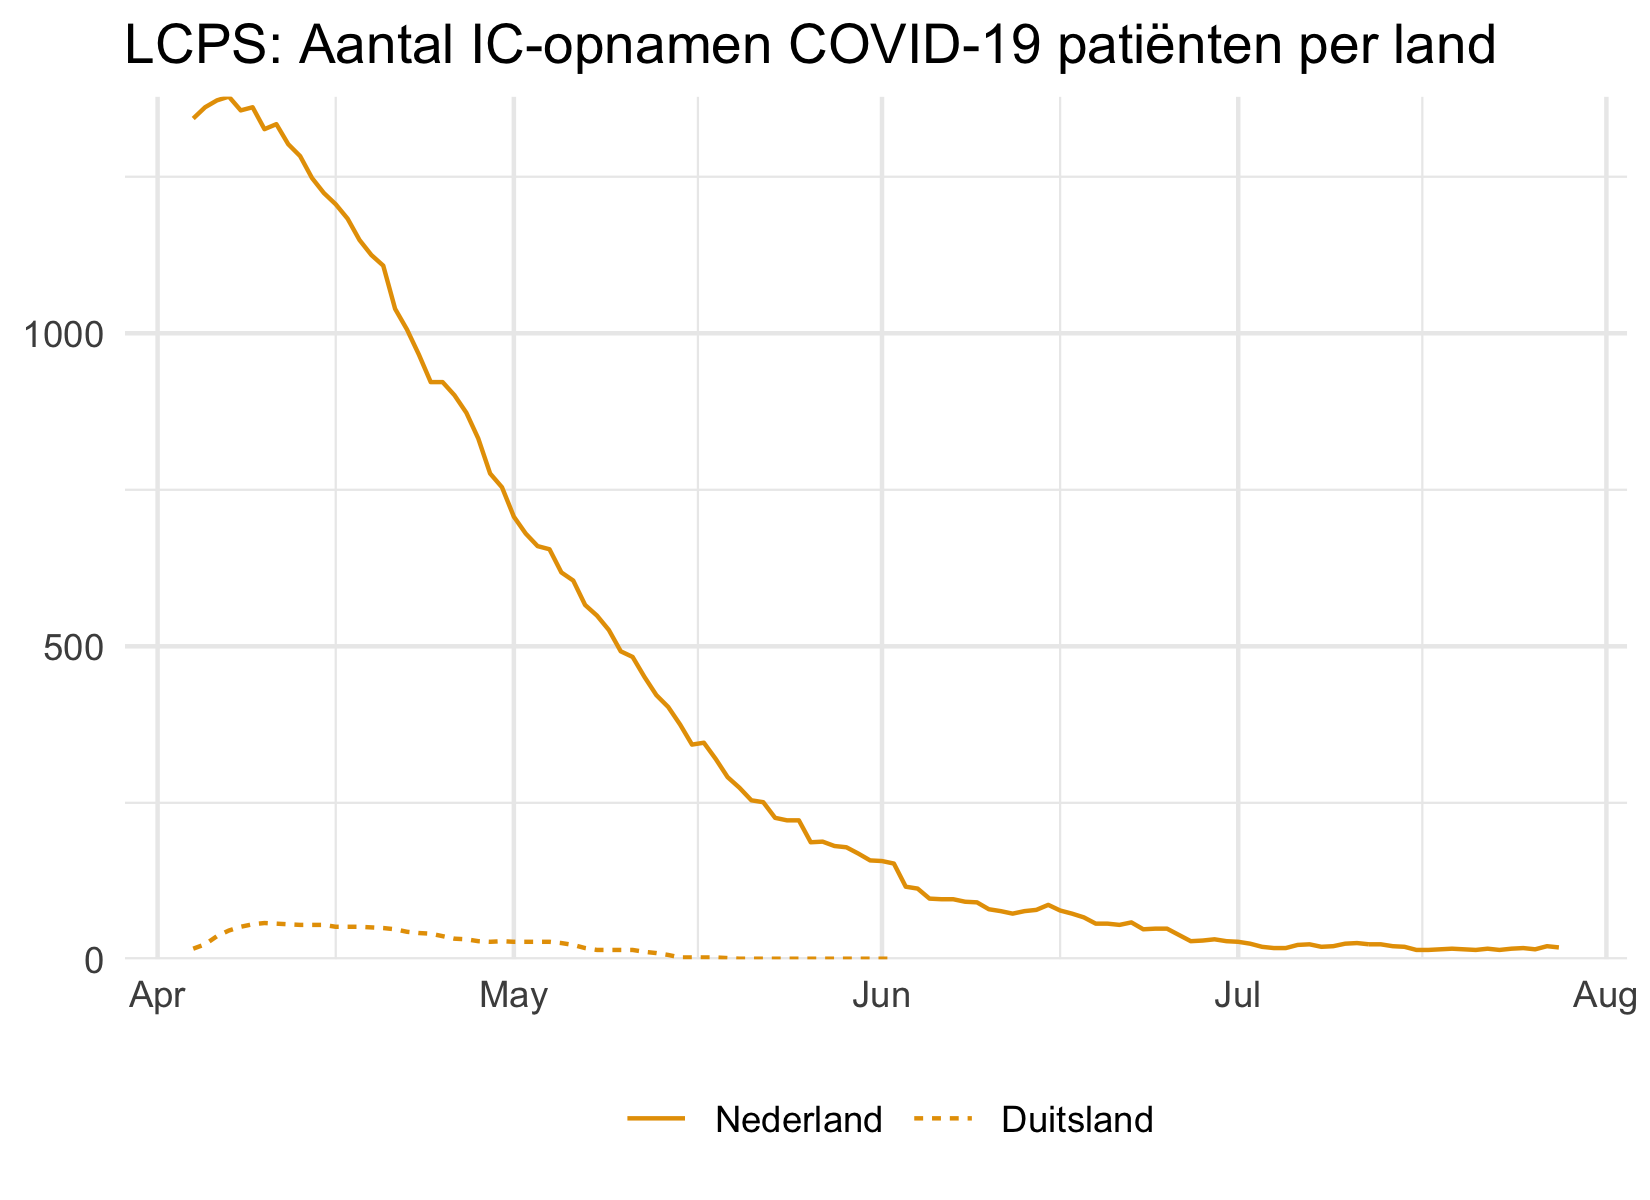 LCPS: Aantal IC-opnamen COVID-19 patiënten per land
1000
500
0
Apr May Jun Jul Aug
Nederland Duitsland